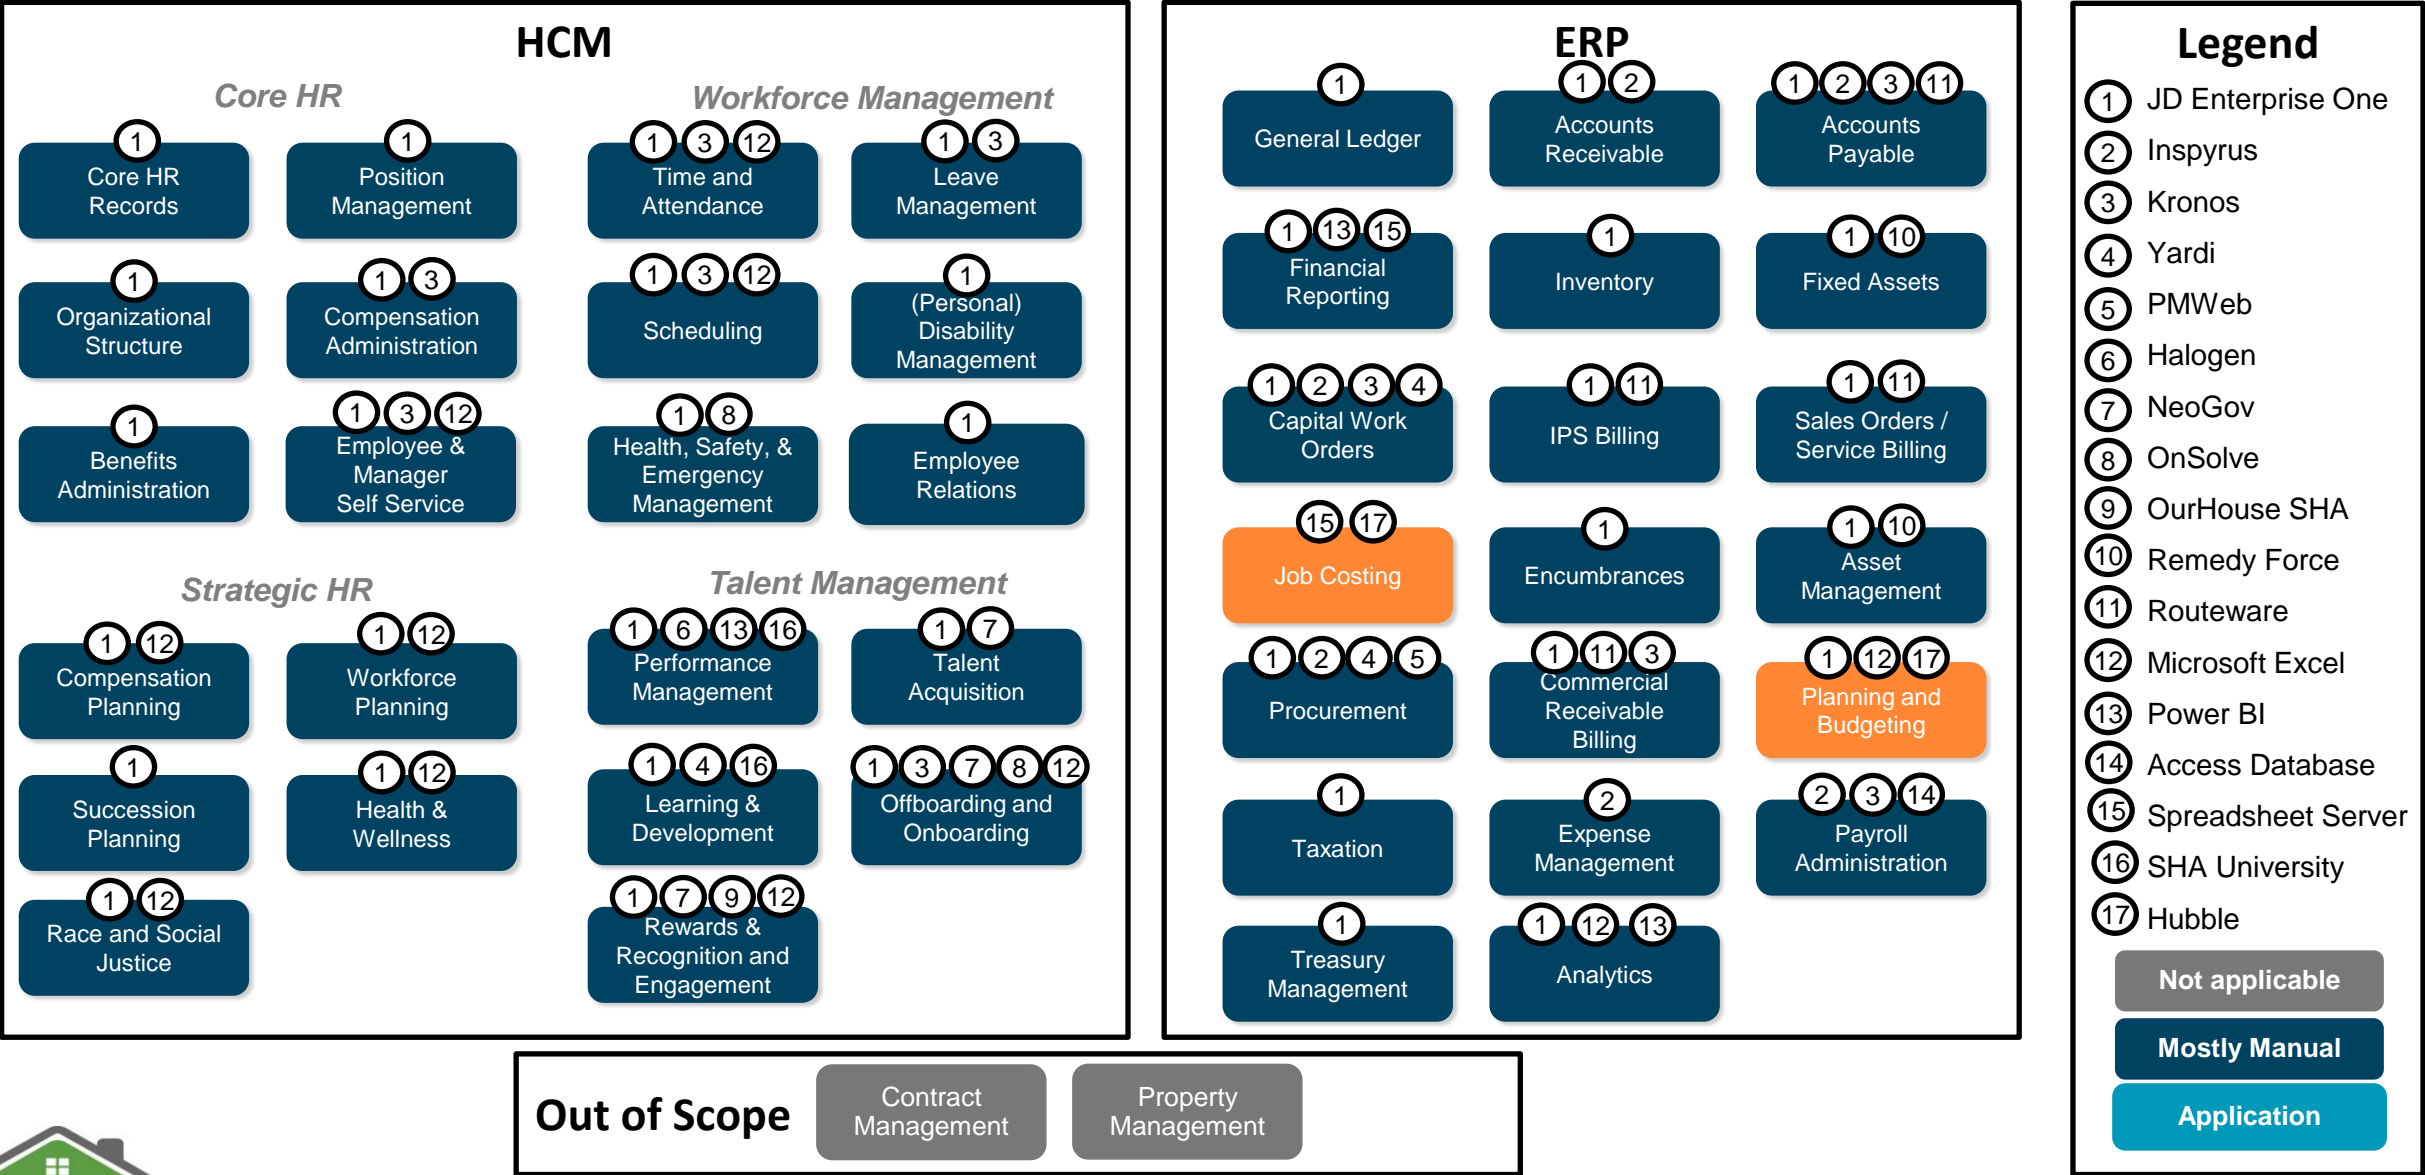 HCM
Core HR
1
Core HR
Records
1
Position
Management
1
Organizational
Structure
1 3
Compensation
Administration
1
Benefits
Administration
1 3 12
Employee &
Manager
Self Service
Workforce Management
1 3 12
Time and
Attendance
1 3
Leave
Management
1 3 12
Scheduling
1
(Personal)
Disability
Management
1 8
Health, Safety, &
Emergency
Management
1
Employee
Relations
Strategic HR
1 12
Compensation
Planning
1 12
Workforce
Planning
1
Succession
Planning
1 12
Health &
Wellness
1 12
Race and Social
Justice
Talent Management
1 6 13 16
Performance
Management
1 7
Talent
Acquisition
1 4 16
Learning &
Development
1 3 7 8 12
Offboarding and
Onboarding
1 7 9 12
Rewards &
Recognition and
Engagement
ERP
1
General Ledger
1 2
Accounts
Receivable
1 2 3 11
Accounts
Payable
1 13 15
Financial
Reporting
1
Inventory
1 10
Fixed Assets
1 2 3 4
Capital Work
Orders
1 11
IPS Billing
1 11
Sales Orders /
Service Billing
15 17
Job Costing
1
Encumbrances
1 10
Asset
Management
1 2 4 5
Procurement
1 11 3
Commercial
Receivable
Billing
1 12 17
Planning and
Budgeting
1
Taxation
2
Expense
Management
2 3 14
Payroll
Administration
1
Treasury
Management
1 12 13
Analytics
Legend
1 JD Enterprise One
2 Inspyrus
3 Kronos
4 Yardi
5 PMWeb
6 Halogen
7 NeoGov
8 OnSolve
9 OurHouse SHA
10 Remedy Force
11 Routeware
12 Microsoft Excel
13 Power BI
14 Access Database
15 Spreadsheet Server
16 SHA University
17 Hubble
Not applicable
Mostly Manual
Application
Out of Scope
Contract
Management
Property
Management